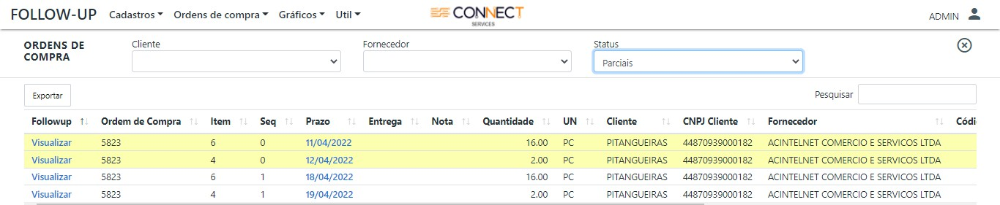 FOLLOW-UP Cadastros Ordens de compra Gráficos Util CONNECT SERVICES ADMIN
ORDENS DE COMPRA
Cliente Fornecedor Status
Parciais
Exportar Pesquisar
Followup Ordem de Compra Item Seq Prazo Entrega Nota Quantidade UN Cliente CNPJ Cliente Fornecedor
Visualizar 5823 6 0 11/04/2022 16.00 PC PITANGUEIRAS 44870939000182 ACINTELNET COMERCIO E SERVICOS LTDA
Visualizar 5823 4 0 12/04/2022 2.00 PC PITANGUEIRAS 44870939000182 ACINTELNET COMERCIO E SERVICOS LTDA
Visualizar 5823 6 1 18/04/2022 16.00 PC PITANGUEIRAS 44870939000182 ACINTELNET COMERCIO E SERVICOS LTDA
Visualizar 5823 4 1 19/04/2022 2.00 PC PITANGUEIRAS 44870939000182 ACINTELNET COMERCIO E SERVICOS LTDA